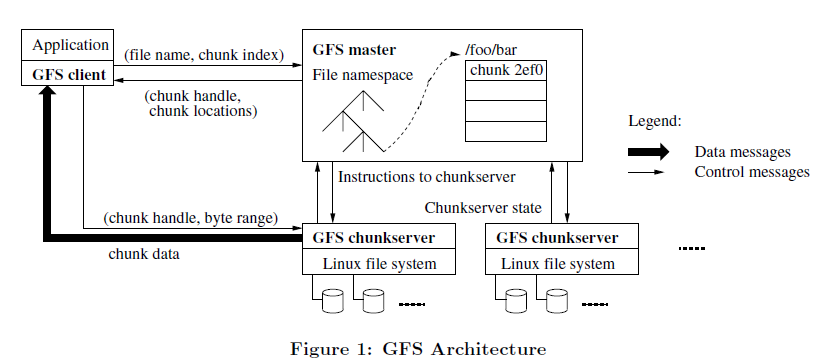 Application
GFS client
(file name, chunk index)
(chunk handle,
chunk locations)
GFS master
File namespace
/foo/bar
chunk 2ef0
Legend:
Data messages
Control messages
Instructions to chunkserver
Chunkserver state
(chunk handle, byte range)
chunk data
GFS chunkserver
Linux file system
GFS chunkserver
Linux file system
Figure 1: GFS Architecture